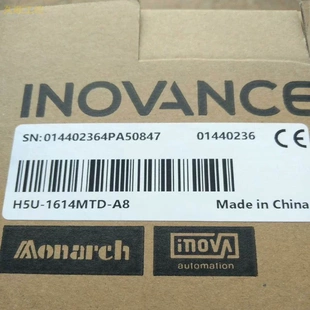 INOVANCE
SN:014402364PA50847 01440236 CE
H5U-1614MTD-A8 Made in China
Monarch inovA
automation